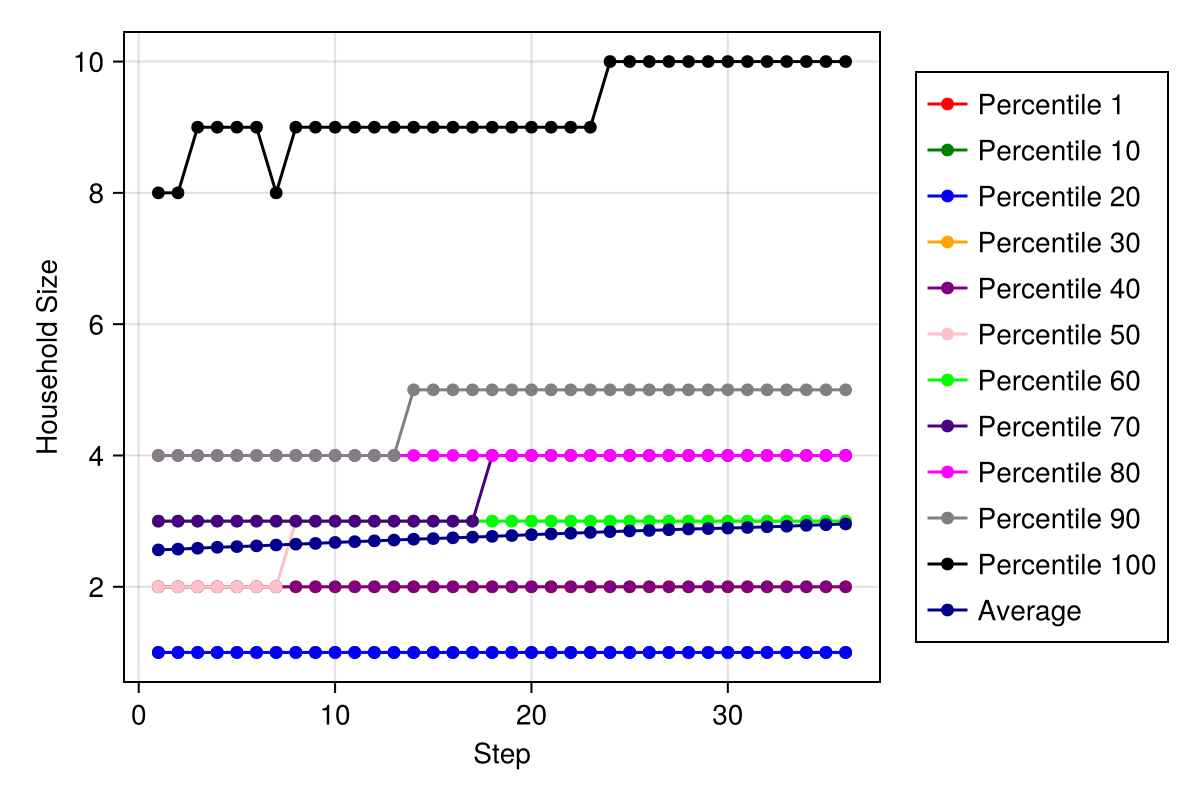 10
8
6
4
2
Household Size
0
10
20
30
Step
Percentile 1
Percentile 10
Percentile 20
Percentile 30
Percentile 40
Percentile 50
Percentile 60
Percentile 70
Percentile 80
Percentile 90
Percentile 100
Average